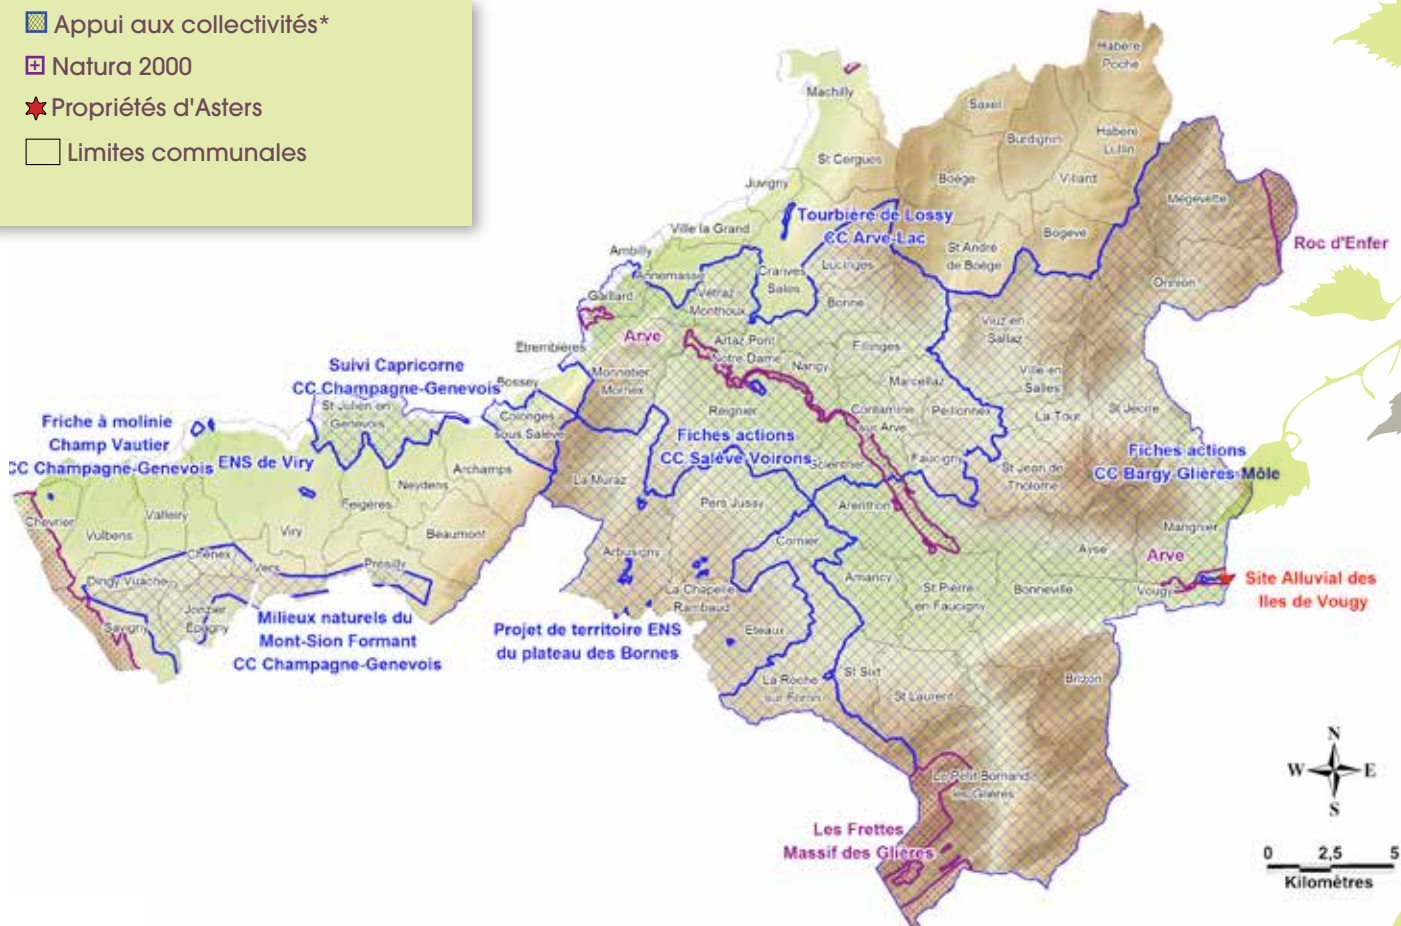 Appui aux collectivités*
Natura 2000
Propriétés d'Asters
Limites communales
Habère
Poche
Machilly
Saxel
Burdignin
Habère
Lullin
St Cergues
Boëge
Villard
Juvigny
Mégevette
Tourbière de Lossy
CC Arve-Lac
Ville la Grand
Bogève
Roc d'Enfer
Ambilly
St André
de Boëge
Lucinges
Annemasse
Cranves
Sales
Onnion
Gaillard
Vétraz
Monthoux
Bonne
Viuz en
Sallaz
Arve
Artaz Pont
Notre Dame
Fillinges
Etrembières
Nangy
Suivi Capricorne
CC Champagne-Genevois
Bossey
Monnetier
Mornex
Marcellaz
Ville en
Sallaz
St Julien en
Genevois
Collonges
sous Salève
Reignier
Contamine
sur Arve
Peillonnex
La Tour
St Jeoire
Friche à molinie
Champ Vautier
CC Champagne-Genevois
ENS de Viry
Fiches actions
CC Salève Voirons
Scientrier
Faucigny
St Jean de
Tholome
Fiches actions
CC Bargy-Glières-Môle
Archamps
Neydens
La Muraz
Chevrier
Valleiry
Feigères
Pers Jussy
Arenthon
Vulbens
Viry
Beaumont
Marignier
Cornier
Ayse
Arve
Chênex
Vers
Présilly
Arbusigny
Dingy Vuache
Amancy
St Pierre
en Faucigny
Bonneville
Vougy
Site Alluvial des
Iles de Vougy
La Chapelle
Rambaud
Jonzier
Epagny
Savigny
Milieux naturels du
Mont-Sion Formant
CC Champagne-Genevois
Projet de territoire ENS
du plateau des Bornes
Eteaux
La Roche
sur Foron
St Sixt
St Laurent
Brizon
Le Petit Bornand
les Glières
Les Frettes
Massif des Glières
N
W
E
S
0 2,5 5
Kilomètres